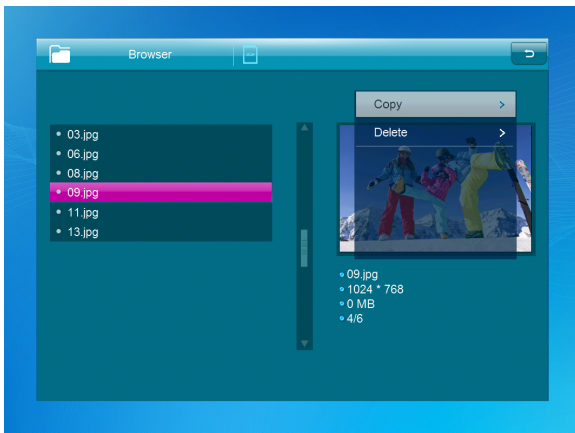 Browser
Copy >
Delete >
• 03.jpg
• 06.jpg
• 08.jpg
• 09.jpg
• 11.jpg
• 13.jpg
• 09.jpg
• 1024 * 768
• 0 MB
• 4/6